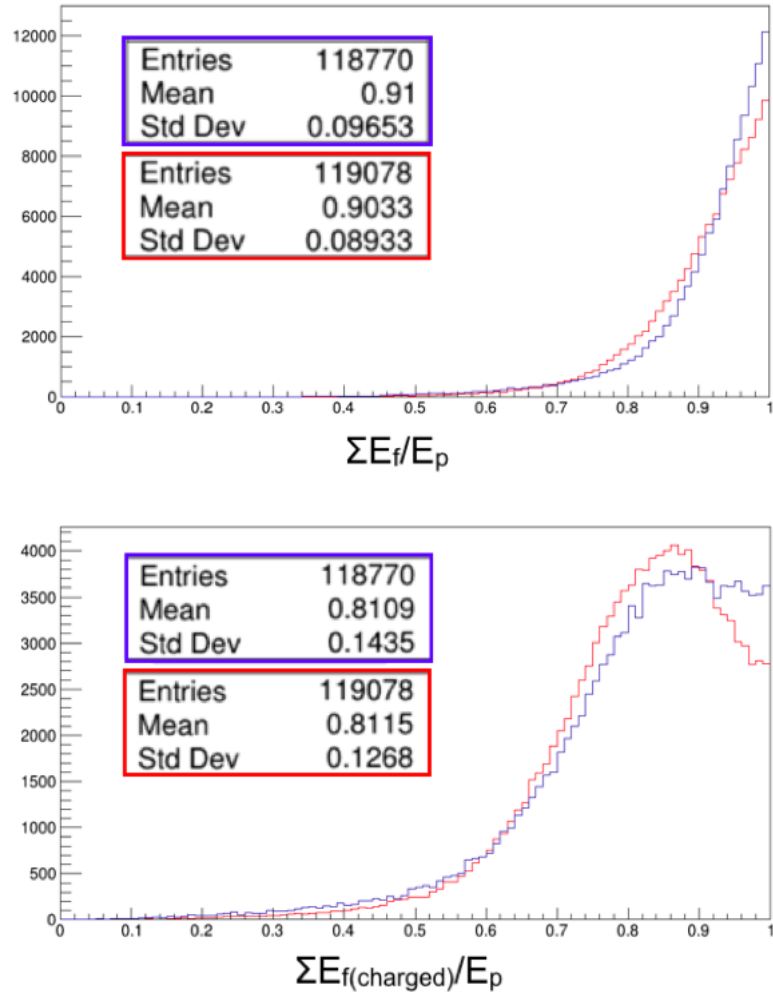 12000
10000
8000
6000
4000
2000
0
Entries 118770
Mean 0.91
Std Dev 0.09653
Entries 119078
Mean 0.9033
Std Dev 0.08933
0 0.1 0.2 0.3 0.4 0.5 0.6 0.7 0.8 0.9 1
ΣEf/Ep
4000
3500
3000
2500
2000
1500
1000
500
0
Entries 118770
Mean 0.8109
Std Dev 0.1435
Entries 119078
Mean 0.8115
Std Dev 0.1268
0 0.1 0.2 0.3 0.4 0.5 0.6 0.7 0.8 0.9 1
ΣEf(charged)/Ep